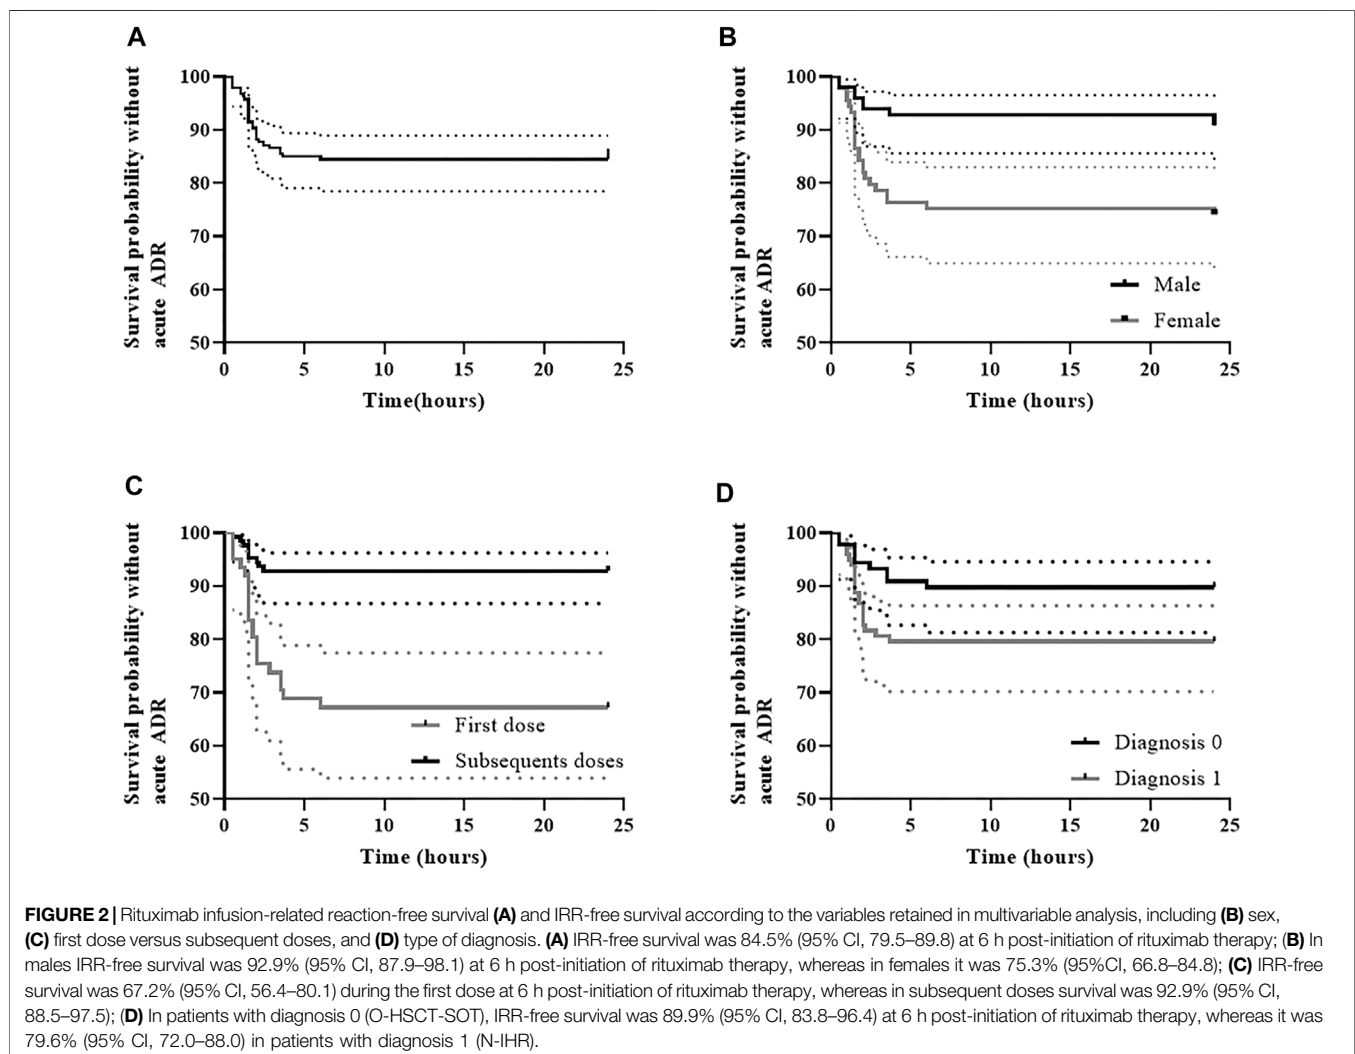 A
Survival probability without
acute ADR
100
90
80
70
60
50
0 5 10 15 20 25
Time(hours)
B
Survival probability without
acute ADR
100
90
80
70
60
50
Male
Female
0 5 10 15 20 25
Time (hours)
C
Survival probability without
acute ADR
100
90
80
70
60
50
First dose
Subsequents doses
0 5 10 15 20 25
Time (hours)
D
Survival probability without
acute ADR
100
90
80
70
60
50
Diagnosis 0
Diagnosis 1
0 5 10 15 20 25
Time (hours)
FIGURE 2 | Rituximab infusion-related reaction-free survival (A) and IRR-free survival according to the variables retained in multivariable analysis, including (B) sex,
(C) first dose versus subsequent doses, and (D) type of diagnosis. (A) IRR-free survival was 84.5% (95% CI, 79.5–89.8) at 6 h post-initiation of rituximab therapy; (B) In
males IRR-free survival was 92.9% (95% CI, 87.9–98.1) at 6 h post-initiation of rituximab therapy, whereas in females it was 75.3% (95%CI, 66.8–84.8); (C) IRR-free
survival was 67.2% (95% CI, 56.4–80.1) during the first dose at 6 h post-initiation of rituximab therapy, whereas in subsequent doses survival was 92.9% (95% CI,
88.5–97.5); (D) In patients with diagnosis 0 (O-HSCT-SOT), IRR-free survival was 89.9% (95% CI, 83.8–96.4) at 6 h post-initiation of rituximab therapy, whereas it was
79.6% (95% CI, 72.0–88.0) in patients with diagnosis 1 (N-IHR).